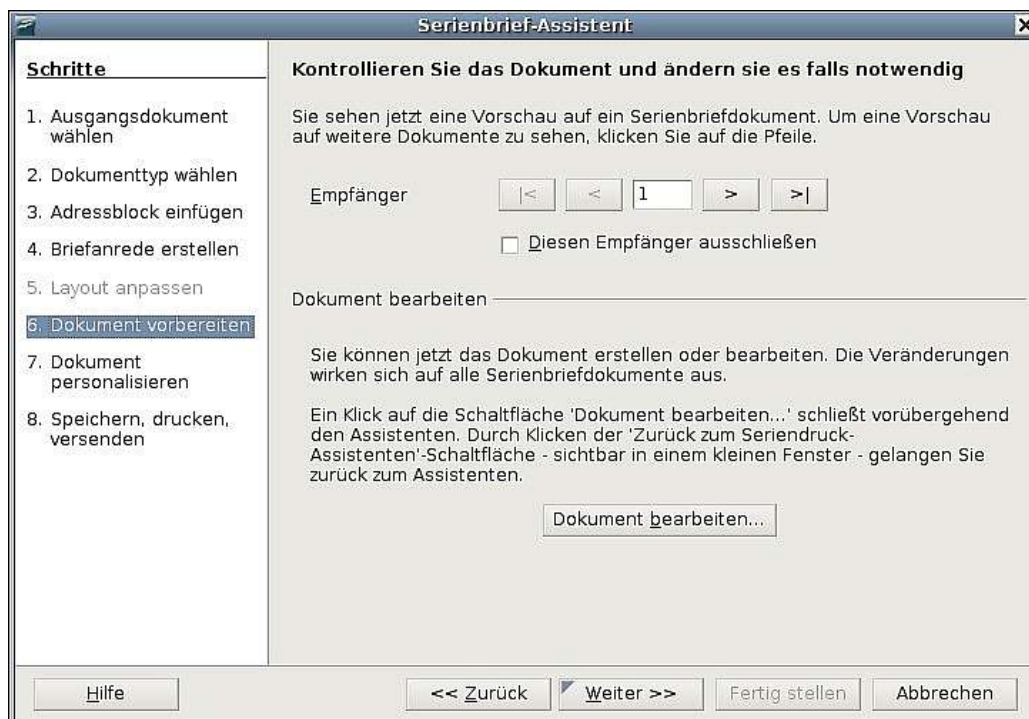 Serienbrief-Assistent
Schritte
1. Ausgangsdokument
wählen
2. Dokumenttyp wählen
3. Adressblock einfügen
4. Briefanrede erstellen
5. Layout anpassen
6. Dokument vorbereiten
7. Dokument
personalisieren
8. Speichern, drucken,
versenden
Kontrollieren Sie das Dokument und ändern sie es falls notwendig
Sie sehen jetzt eine Vorschau auf ein Serienbriefdokument. Um eine Vorschau
auf weitere Dokumente zu sehen, klicken Sie auf die Pfeile.
Empfänger |< < 1 > >|
Diesen Empfänger ausschließen
Dokument bearbeiten
Sie können jetzt das Dokument erstellen oder bearbeiten. Die Veränderungen
wirken sich auf alle Serienbriefdokumente aus.
Ein Klick auf die Schaltfläche 'Dokument bearbeiten...' schließt vorübergehend
den Assistenten. Durch Klicken der 'Zurück zum Seriendruck-
Assistenten'-Schaltfläche - sichtbar in einem kleinen Fenster - gelangen Sie
zurück zum Assistenten.
Dokument bearbeiten...
Hilfe << Zurück Weiter >> Fertig stellen Abbrechen